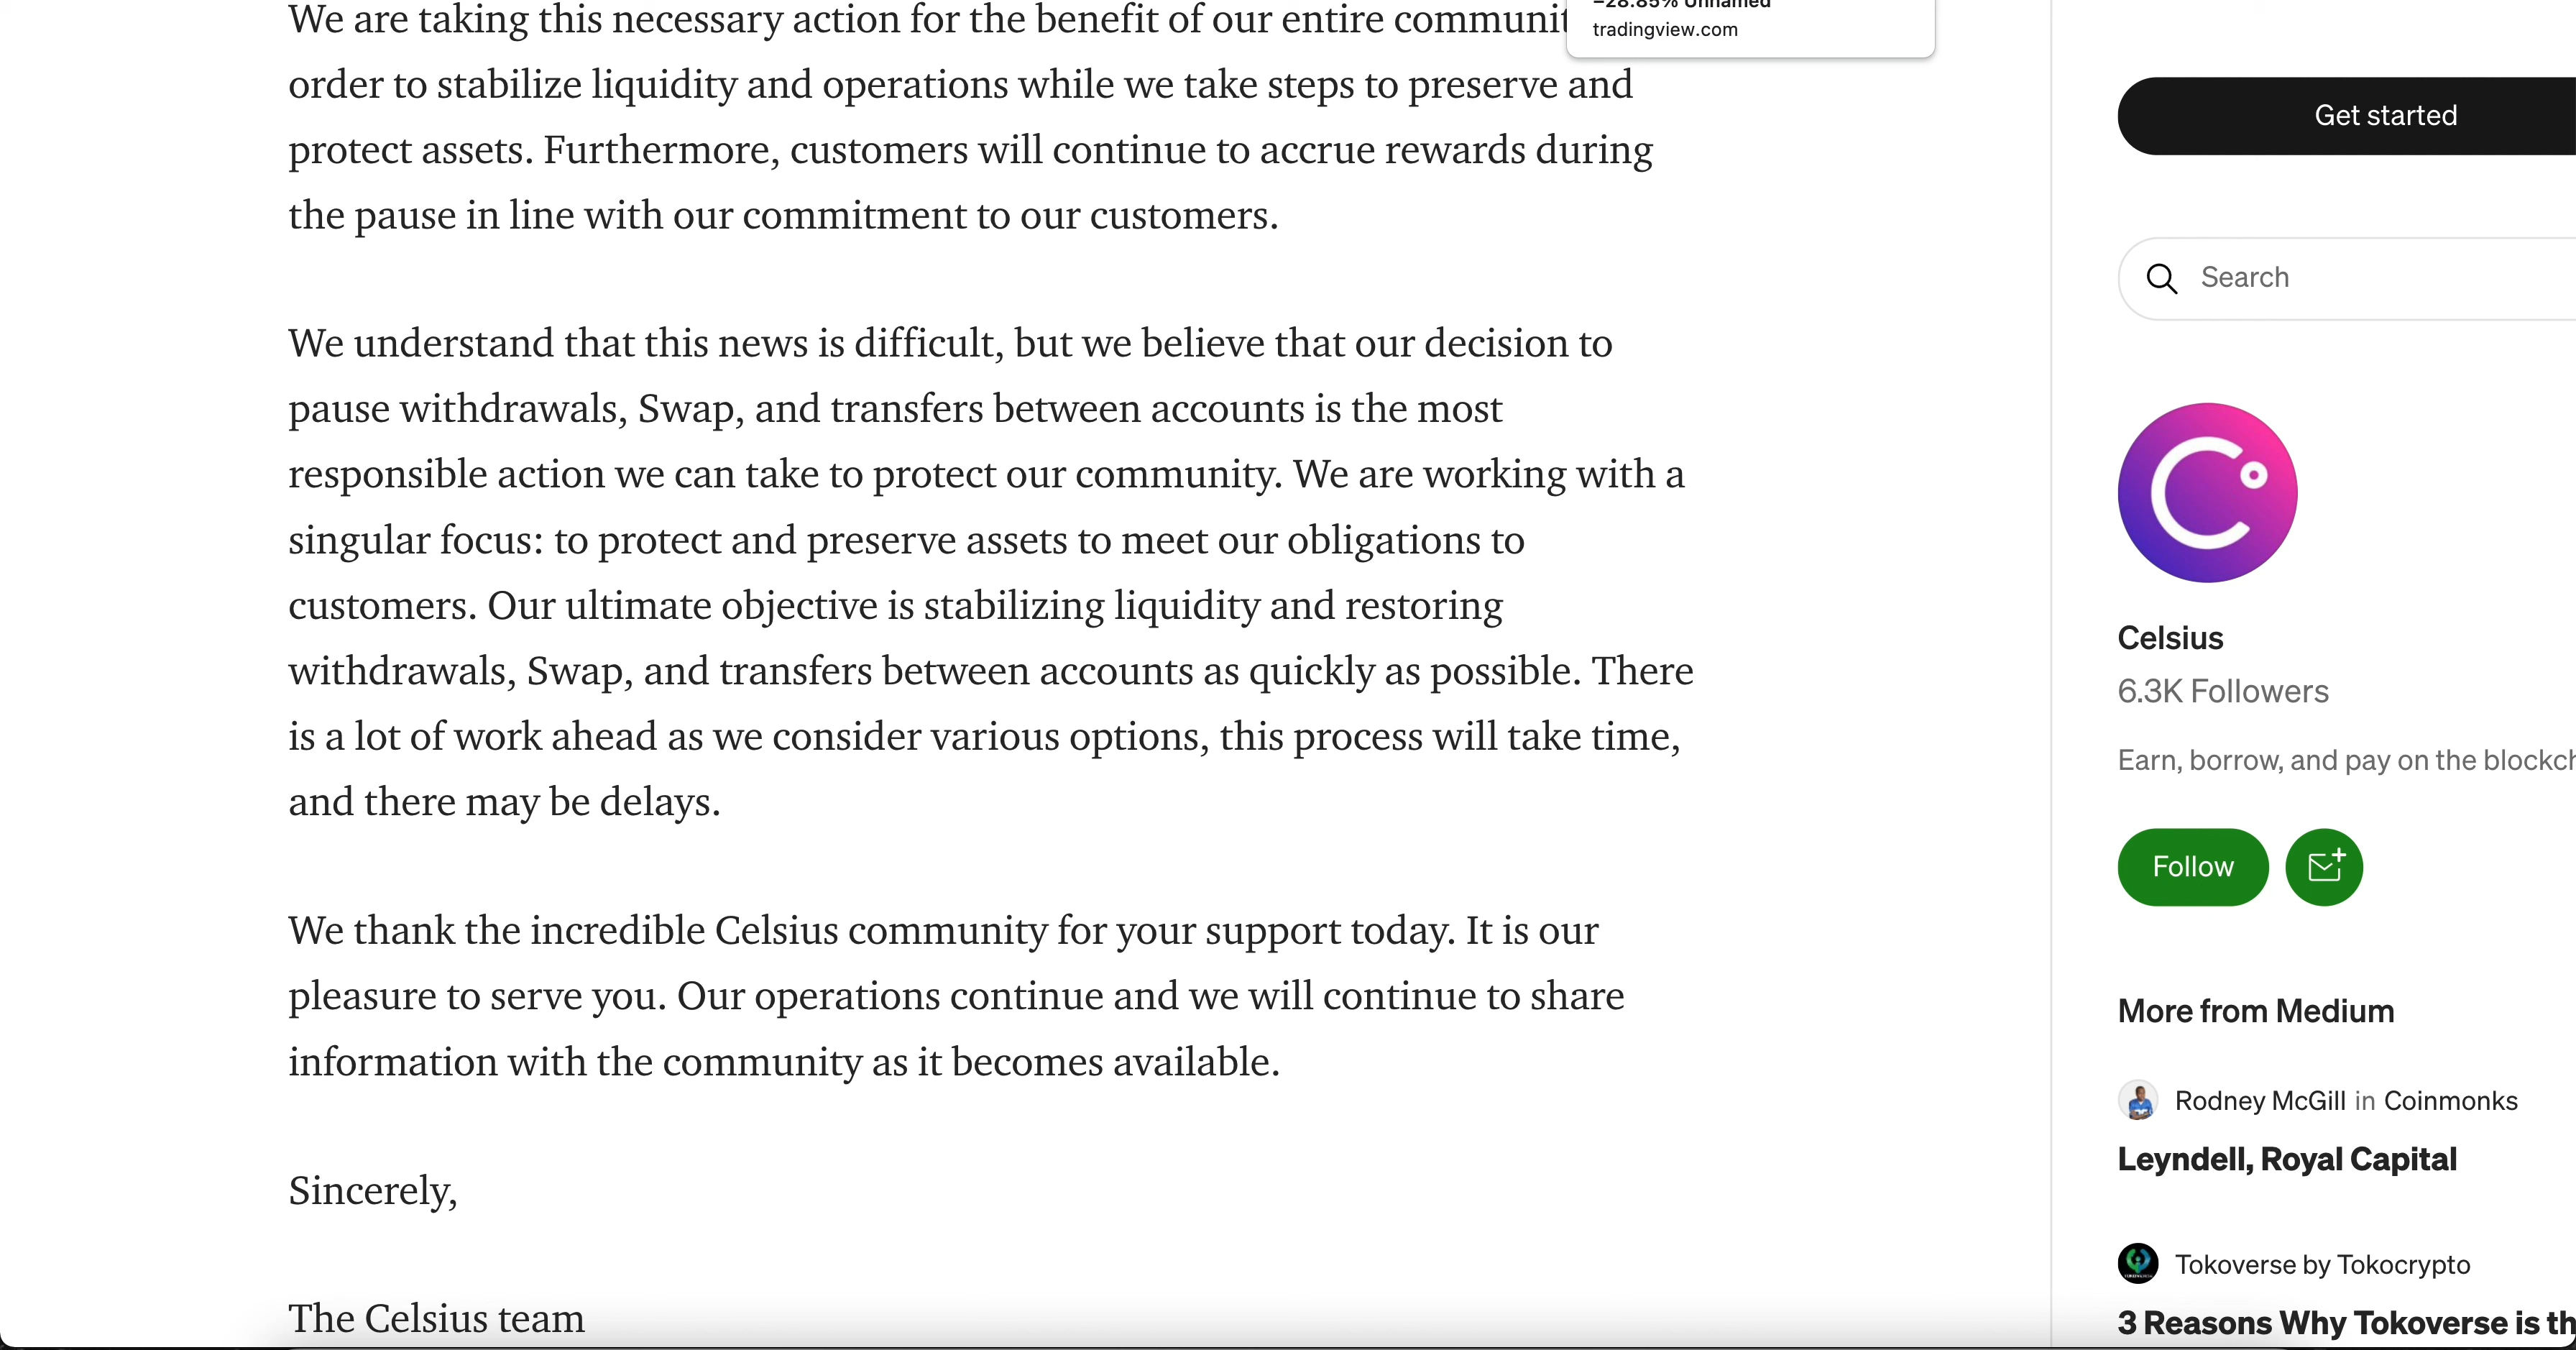 We are taking this necessary action for the benefit of our entire
-28.85% Unnamed
tradingview.com
order to stabilize liquidity and operations while we take steps to preserve and
protect assets. Furthermore, customers will continue to accrue rewards during
the pause in line with our commitment to our customers.
We understand that this news is difficult, but we believe that our decision to
pause withdrawals, Swap, and transfers between accounts is the most
responsible action we can take to protect our community. We are working with a
singular focus: to protect and preserve assets to meet our obligations to
customers. Our ultimate objective is stabilizing liquidity and restoring
withdrawals, Swap, and transfers between accounts as quickly as possible. There
is a lot of work ahead as we consider various options, this process will take time,
and there may be delays.
We thank the incredible Celsius community for your support today. It is our
pleasure to serve you. Our operations continue and we will continue to share
information with the community as it becomes available.
Sincerely,
The Celsius team
Get started
Search
Celsius
6.3K Followers
Earn, borrow, and pay on the
Follow
More from Medium
Rodney McGill in Coinmonks
Leyndell, Royal Capital
Tokoverse by Tokocrypto
3 Reasons Why Tokoverse is